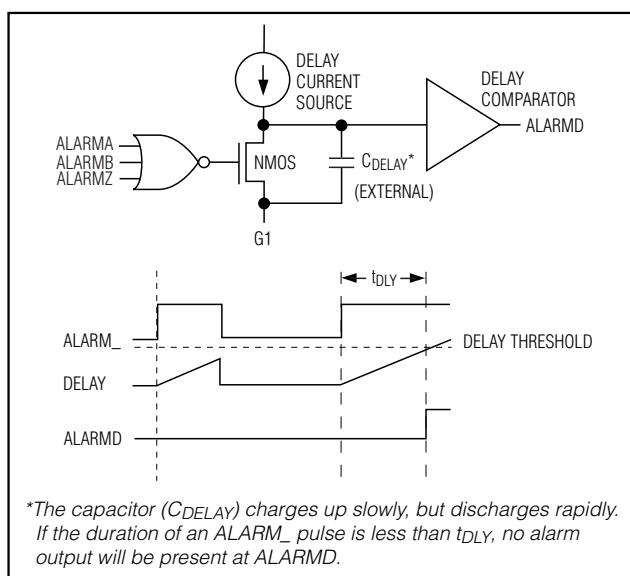 DELAY
CURRENT
SOURCE
DELAY
COMPARATOR
ALARMA
ALARMB
ALARMZ
NMOS
CDELAY*
(EXTERNAL)
ALARMD
G1
tDLY
ALARM_
DELAY THRESHOLD
DELAY
ALARMD
*The capacitor (CDELAY) charges up slowly, but discharges rapidly.
If the duration of an ALARM_ pulse is less than tDLY, no alarm
output will be present at ALARMD.